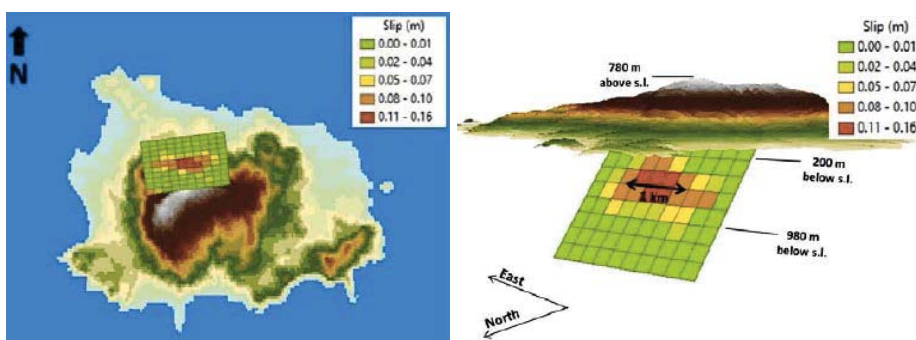 N
Slip (m)
0.00 - 0.01
0.02 - 0.04
0.05 - 0.07
0.08 - 0.10
0.11 - 0.16
780 m
above s.l.
Slip (m)
0.00 - 0.01
0.02 - 0.04
0.05 - 0.07
0.08 - 0.10
0.11 - 0.16
200 m
below s.l.
1 km
980 m
below s.l.
East
North